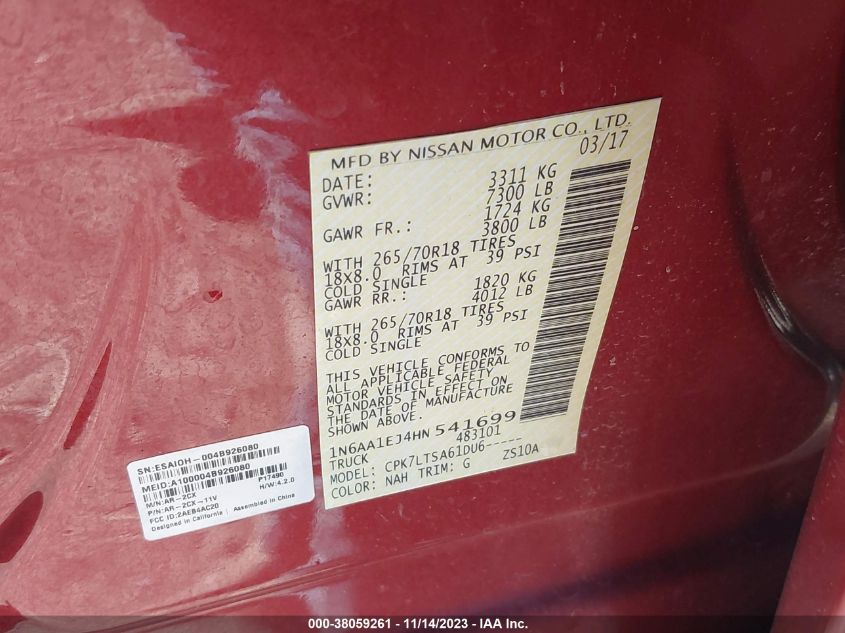 MFD BY NISSAN MOTOR CO., LTD.
DATE: 03/17
GVWR: 3311 KG
7300 LB
GAWR FR.: 1724 KG
3800 LB
WITH 265/70R18 TIRES
18X8.0 RIMS AT 39 PSI
COLD SINGLE
GAWR RR.: 1820 KG
4012 LB
WITH 265/70R18 TIRES
18X8.0 RIMS AT 39 PSI
COLD SINGLE
THIS VEHICLE CONFORMS TO
ALL APPLICABLE FEDERAL
MOTOR VEHICLE SAFETY
STANDARDS IN EFFECT ON
THE DATE OF MANUFACTURE
1N6AA1EJ4HN 541699
TRUCK 483101
MODEL: CPK7LTSA61DU6-----
COLOR: NAH TRIM: G ZS10A
SN:ESAIOH-004B926080
MEID:A100004B926080
M/N:AR-2CX P17490
P/N:AR-2CX-11V H/W:4.2.0
FCC ID:2AEB4AC20
Designed in California Assembled in China
000-38059261 - 11/14/2023 - IAA Inc.